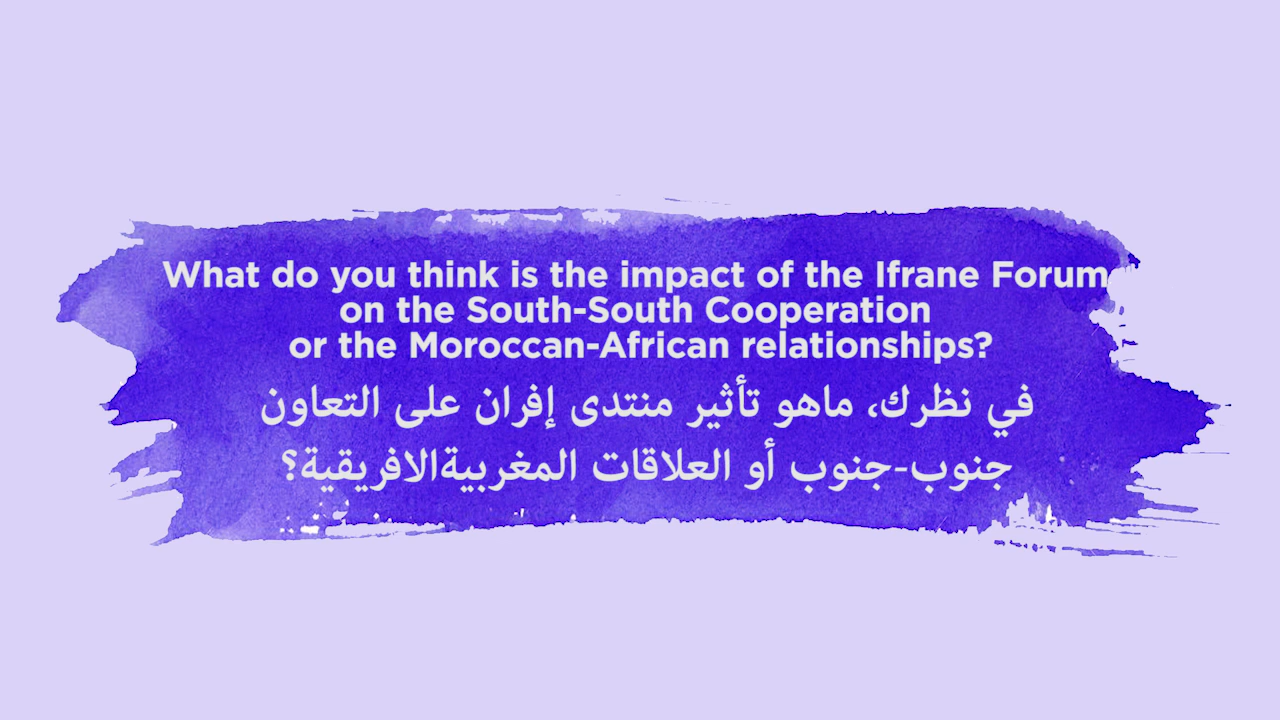 What do you think is the impact of the Ifrane Forum
on the South-South Cooperation
or the Moroccan-African relationships?
في نظرك، ماهو تأثير منتدى إفران على التعاون
جنوب-جنوب أو العلاقات المغربيةالافريقية؟